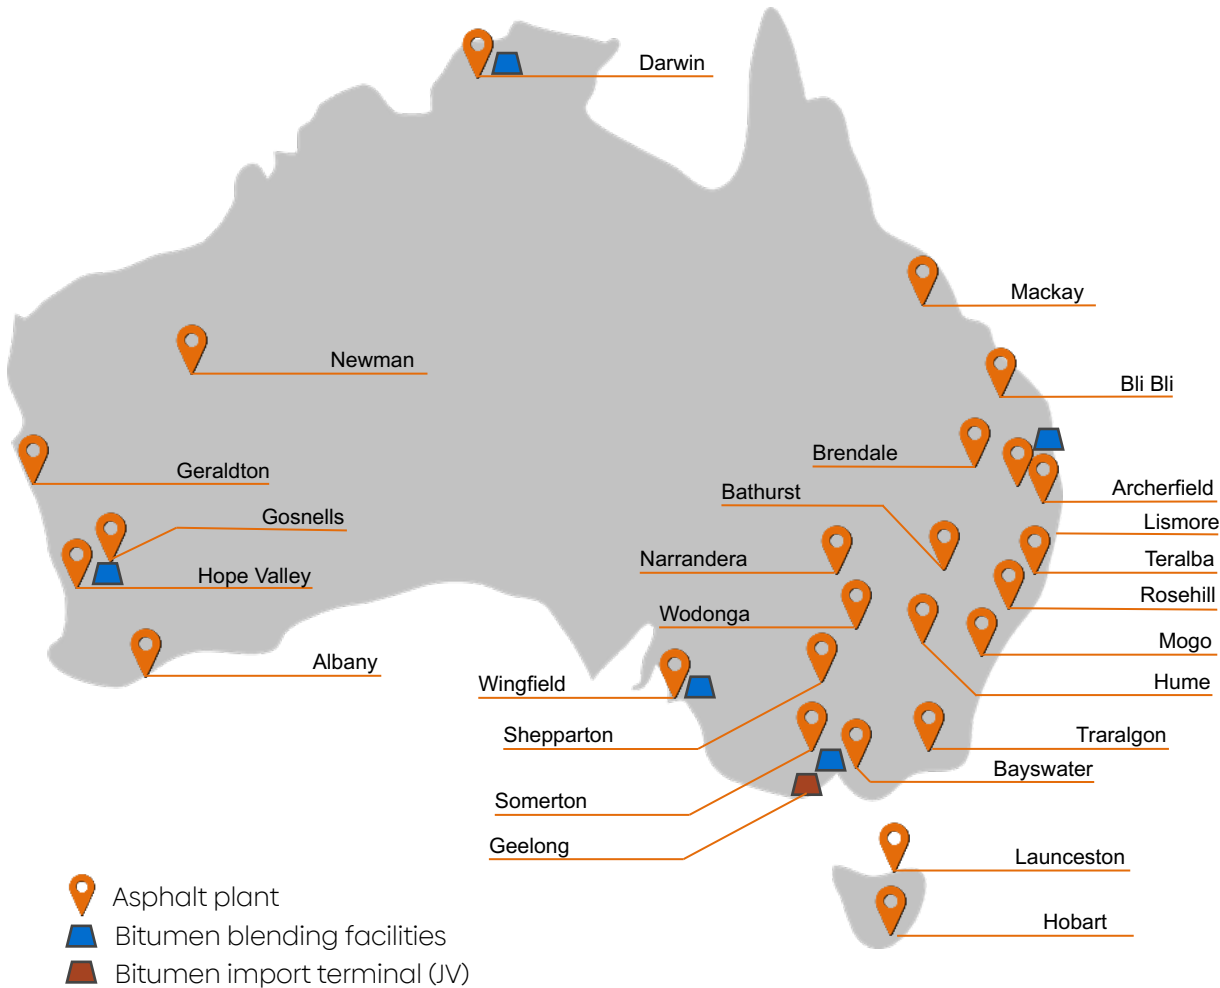 Darwin
Mackay
Newman
Bli Bli
Brendale
Geraldton
Bathurst
Archerfield
Gosnells
Lismore
Narrandera
Teralba
Hope Valley
Rosehill
Wodonga
Mogo
Albany
Wingfield
Hume
Shepparton
Traralgon
Bayswater
Somerton
Geelong
Launceston
Hobart
Asphalt plant
Bitumen blending facilities
Bitumen import terminal (JV)